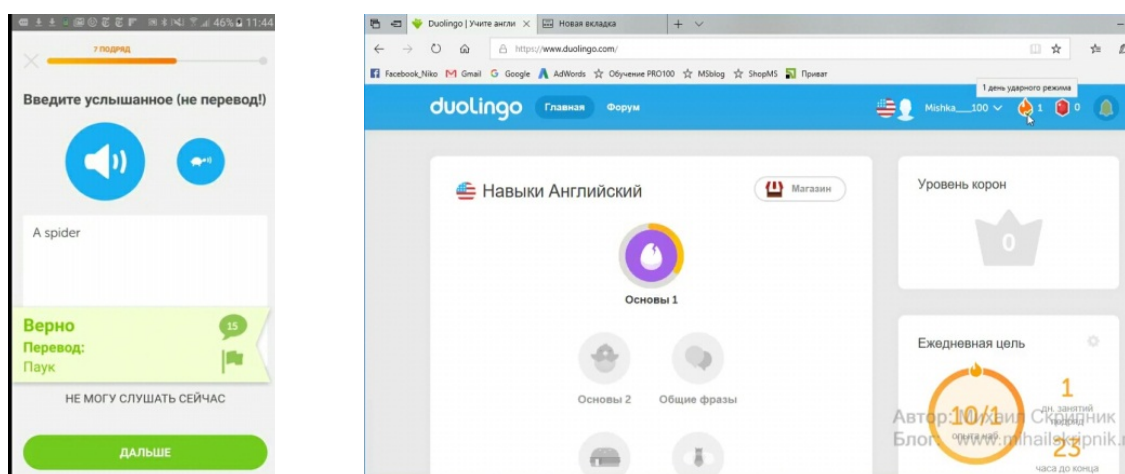 46% 11:44
7 ПОДРЯД
Введите услышанное (не перевод!)
A spider
Верно
15
Перевод:
Паук
НЕ МОГУ СЛУШАТЬ СЕЙЧАС
ДАЛЬШЕ
Duolingo | Учите англи
Новая вкладка
https://www.duolingo.com/
Facebook_Niko Gmail Google AdWords Обучение PRO100 MSblog ShopMS Приват
1 день ударного режима
duolingo Главная Форум Mishka___100 1 0
Навыки Английский
Магазин
Основы 1
Основы 2 Общие фразы
Уровень корон
0
Ежедневная цель
10/1
1
дн. занятий
23
часа до конца
Автор: Михаил Скрипник
Блог: www.mihailskripnik.r